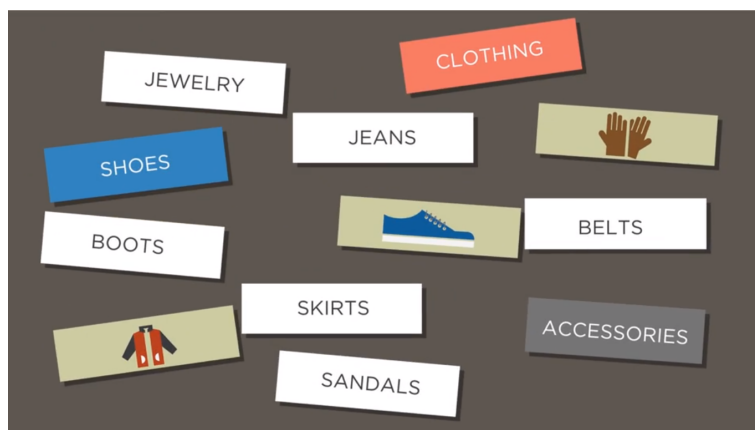 CLOTHING
JEWELRY
JEANS
SHOES
BELTS
BOOTS
SKIRTS
ACCESSORIES
SANDALS